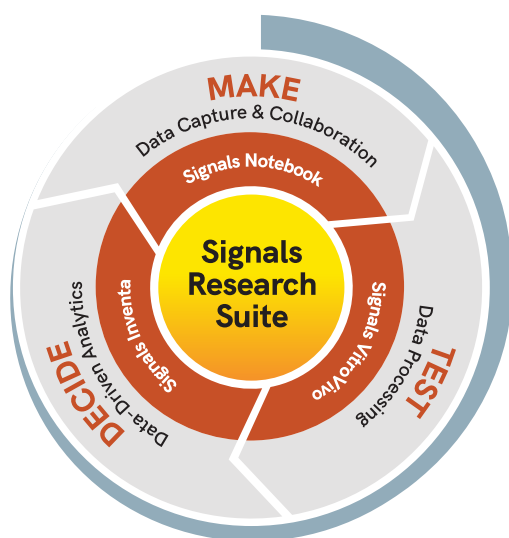 MAKE
Data Capture & Collaboration
Signals Notebook
Signals
Research
Suite
Signals VitroVivo
Data Processing
TEST
Signals Inventa
Data-Driven Analytics
DECIDE